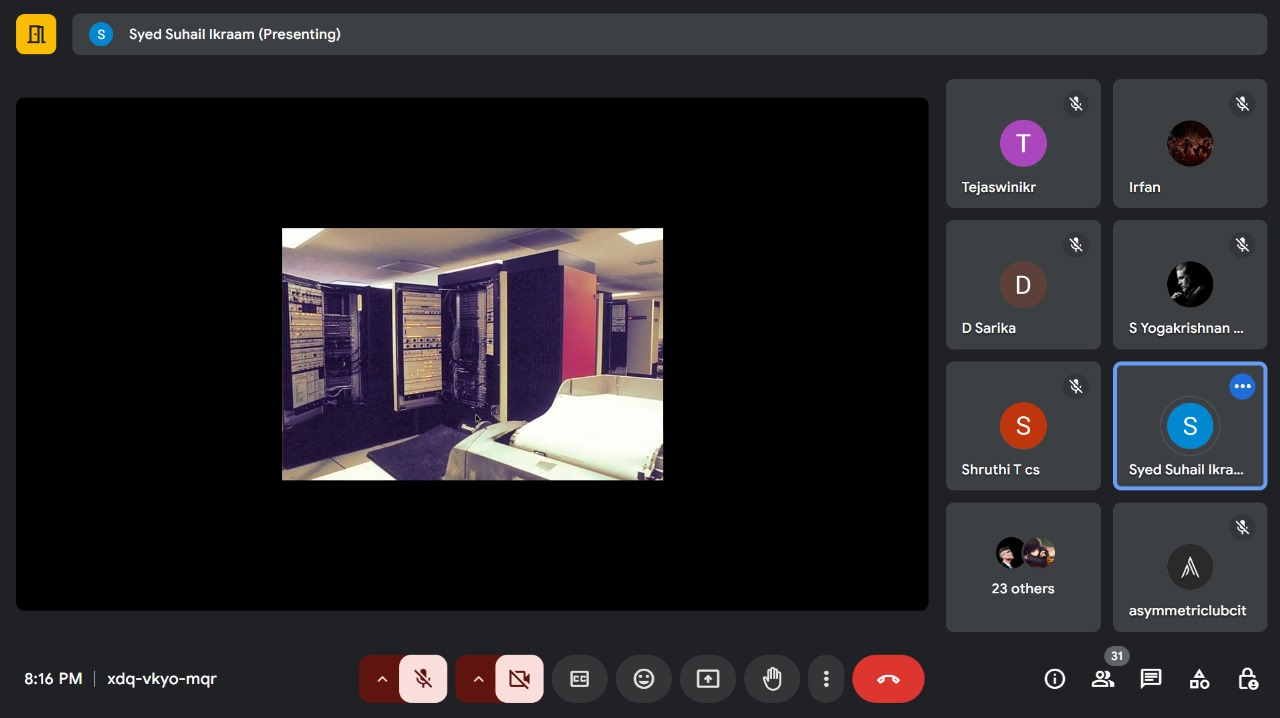 S Syed Suhail Ikraam (Presenting)
T
Tejaswinikr
Irfan
D
D Sarika
S Yogakrishnan ...
S
Shruthi T cs
S
Syed Suhail Ikra...
23 others
asymmetriclubcit
8:16 PM | xdq-vkyo-mqr
CC
31